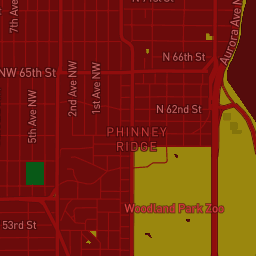 7th Ave NW
Aurora Ave N
N 66th St
NW 65th St
2nd Ave NW
1st Ave NW
5th Ave NW
N 62nd St
PHINNEY
RIDGE
Woodland Park Zoo
53rd St